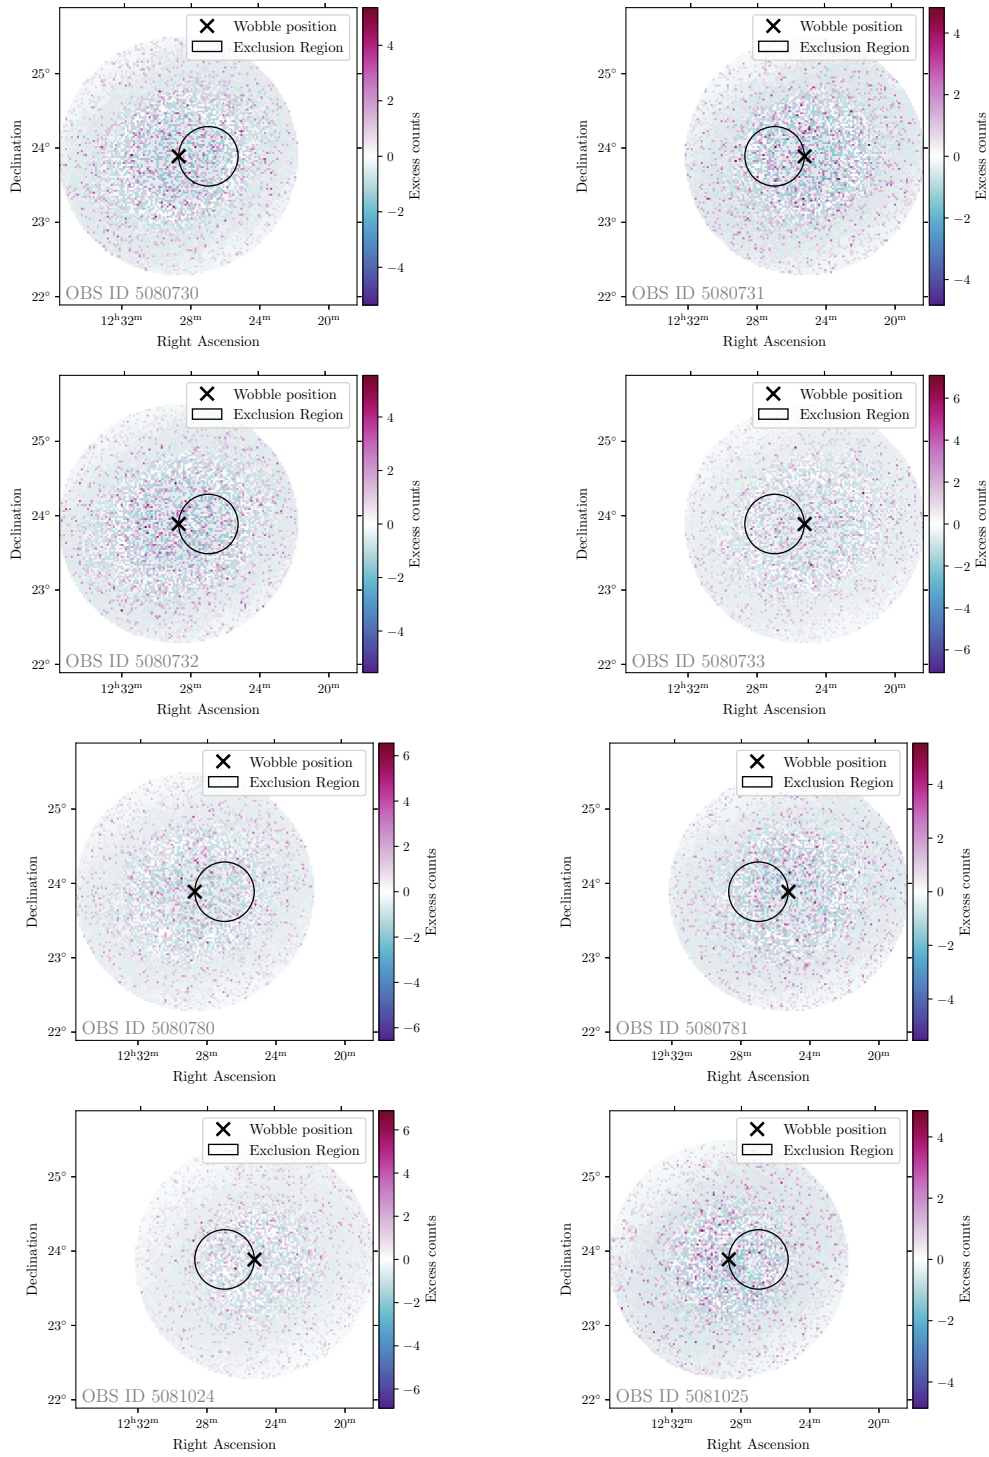 Wobble position
Exclusion Region
25°
24°
23°
22°
Declination
OBS ID 5080730
12ʰ32ᵐ 28ᵐ 24ᵐ 20ᵐ
Right Ascension
4
2
0
−2
−4
Excess counts
Wobble position
Exclusion Region
25°
24°
23°
22°
Declination
OBS ID 5080731
12ʰ32ᵐ 28ᵐ 24ᵐ 20ᵐ
Right Ascension
4
2
0
−2
−4
Excess counts
Wobble position
Exclusion Region
25°
24°
23°
22°
Declination
OBS ID 5080732
12ʰ32ᵐ 28ᵐ 24ᵐ 20ᵐ
Right Ascension
4
2
0
−2
−4
Excess counts
Wobble position
Exclusion Region
25°
24°
23°
22°
Declination
OBS ID 5080733
12ʰ32ᵐ 28ᵐ 24ᵐ 20ᵐ
Right Ascension
6
4
2
0
−2
−4
−6
Excess counts
Wobble position
Exclusion Region
25°
24°
23°
22°
Declination
OBS ID 5080780
12ʰ32ᵐ 28ᵐ 24ᵐ 20ᵐ
Right Ascension
6
4
2
0
−2
−4
−6
Excess counts
Wobble position
Exclusion Region
25°
24°
23°
22°
Declination
OBS ID 5080781
12ʰ32ᵐ 28ᵐ 24ᵐ 20ᵐ
Right Ascension
4
2
0
−2
−4
Excess counts
Wobble position
Exclusion Region
25°
24°
23°
22°
Declination
OBS ID 5081024
12ʰ32ᵐ 28ᵐ 24ᵐ 20ᵐ
Right Ascension
6
4
2
0
−2
−4
−6
Excess counts
Wobble position
Exclusion Region
25°
24°
23°
22°
Declination
OBS ID 5081025
12ʰ32ᵐ 28ᵐ 24ᵐ 20ᵐ
Right Ascension
4
2
0
−2
−4
Excess counts